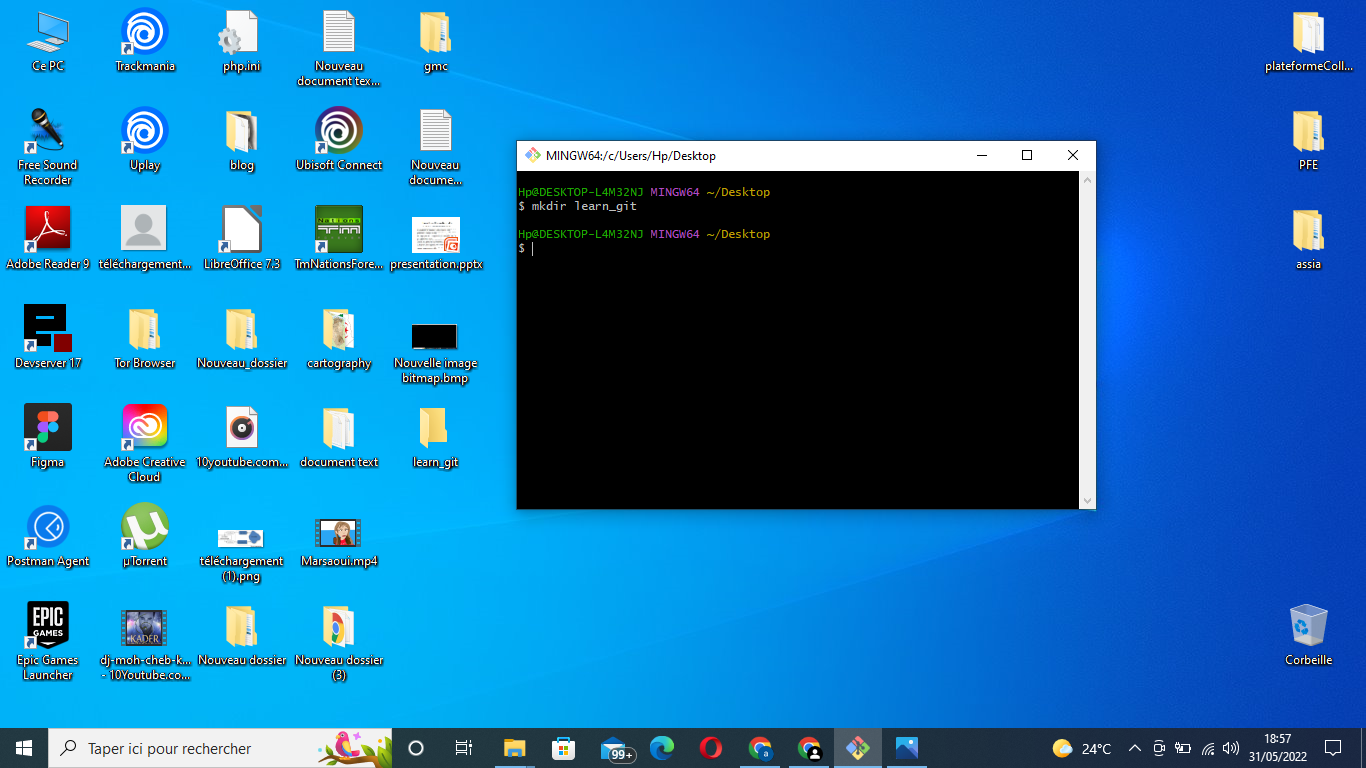 Ce PC
Trackmania
php.ini
Nouveau
document tex...
gmc
Free Sound
Recorder
Uplay
blog
Ubisoft Connect
Nouveau
docume...
Adobe Reader 9
téléchargement...
LibreOffice 7.3
Nations
TmNationsFore...
presentation.pptx
Devserver 17
Tor Browser
Nouveau_dossier
cartography
Nouvelle image
bitmap.bmp
Figma
Adobe Creative
Cloud
10youtube.com...
document text
learn_git
Postman Agent
µTorrent
téléchargement
(1).png
Marsaoui.mp4
EPIC
GAMES
Epic Games
Launcher
KADER
dj-moh-cheb-k...
- 10Youtube.co...
Nouveau dossier
Nouveau dossier
(3)
MINGW64:/c/Users/Hp/Desktop
Hp@DESKTOP-L4M32NJ MINGW64 ~/Desktop
$ mkdir learn_git
Hp@DESKTOP-L4M32NJ MINGW64 ~/Desktop
$
plateformeColl...
PFE
assia
Corbeille
Taper ici pour rechercher
99+
a
24°C
18:57
31/05/2022